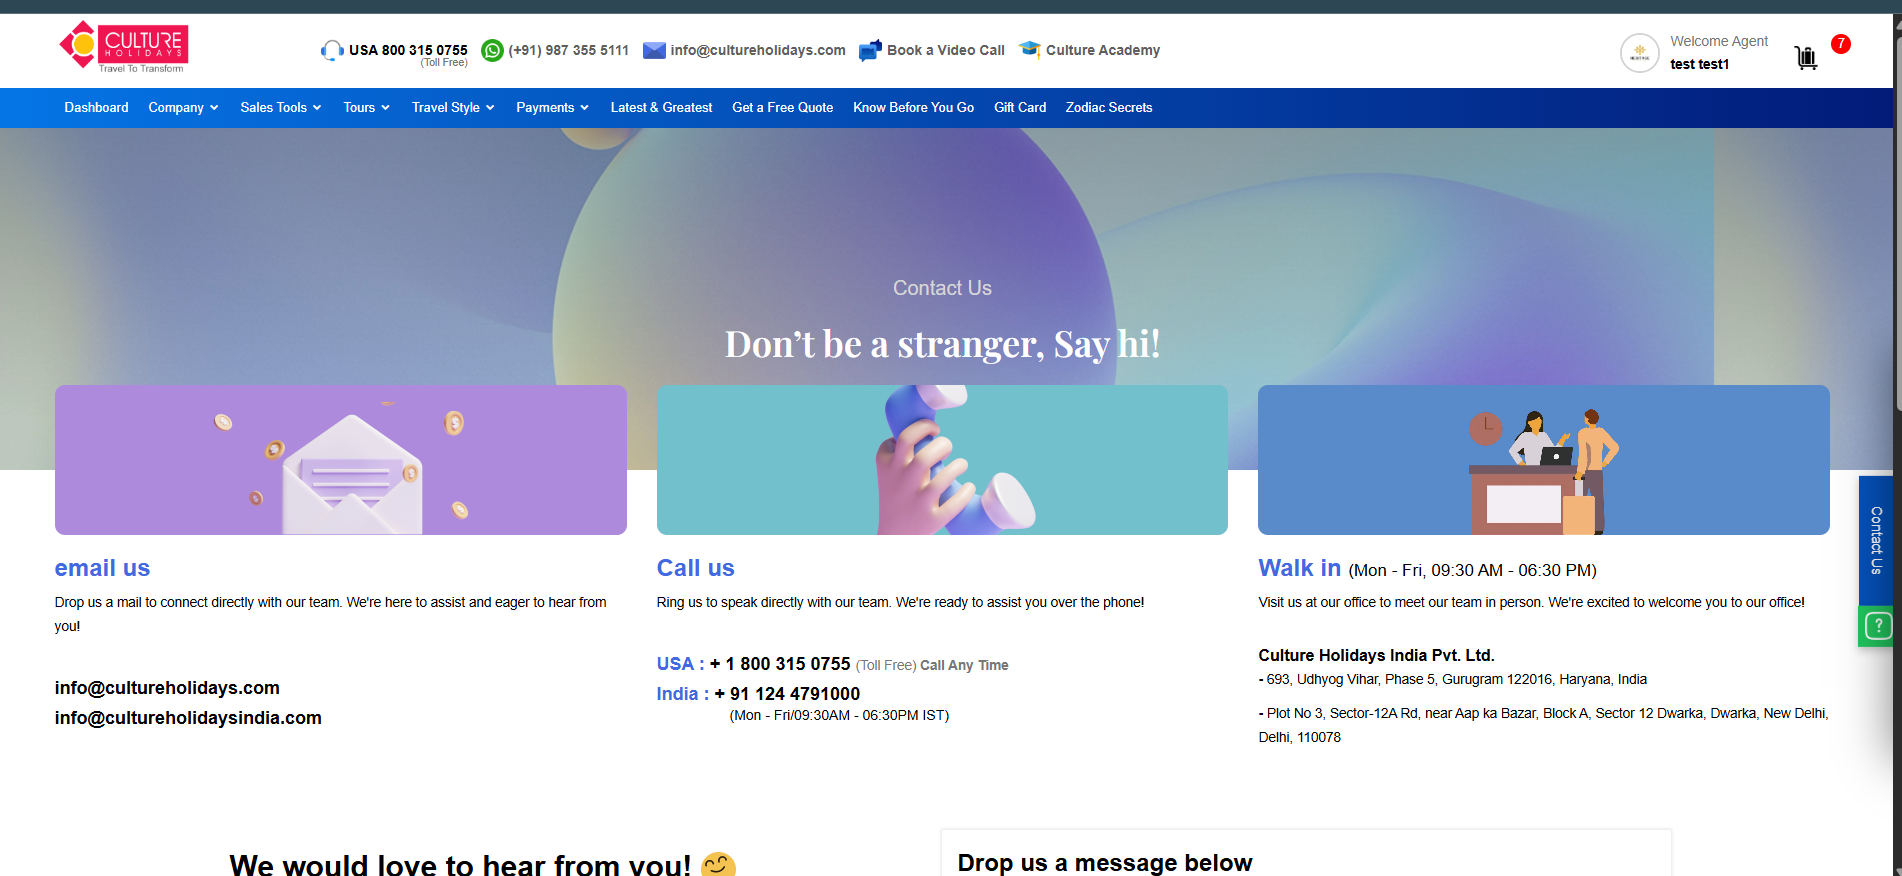 CULTURE
HOLIDAYS
Travel To Transform
USA 800 315 0755
(Toll Free)
(+91) 987 355 5111
info@cultureholidays.com
Book a Video Call
Culture Academy
Welcome Agent
test test1
7
Dashboard Company Sales Tools Tours Travel Style Payments Latest & Greatest Get a Free Quote Know Before You Go Gift Card Zodiac Secrets
Contact Us
Don’t be a stranger, Say hi!
email us
Drop us a mail to connect directly with our team. We're here to assist and eager to hear from
you!
info@cultureholidays.com
info@cultureholidaysindia.com
Call us
Ring us to speak directly with our team. We're ready to assist you over the phone!
USA : + 1 800 315 0755 (Toll Free) Call Any Time
India : + 91 124 4791000
(Mon - Fri/09:30AM - 06:30PM IST)
Walk in (Mon - Fri, 09:30 AM - 06:30 PM)
Visit us at our office to meet our team in person. We're excited to welcome you to our office!
Culture Holidays India Pvt. Ltd.
- 693, Udhyog Vihar, Phase 5, Gurugram 122016, Haryana, India
- Plot No 3, Sector-12A Rd, near Aap ka Bazar, Block A, Sector 12 Dwarka, Dwarka, New Delhi,
Delhi, 110078
Contact Us
?
We would love to hear from you!
Drop us a message below